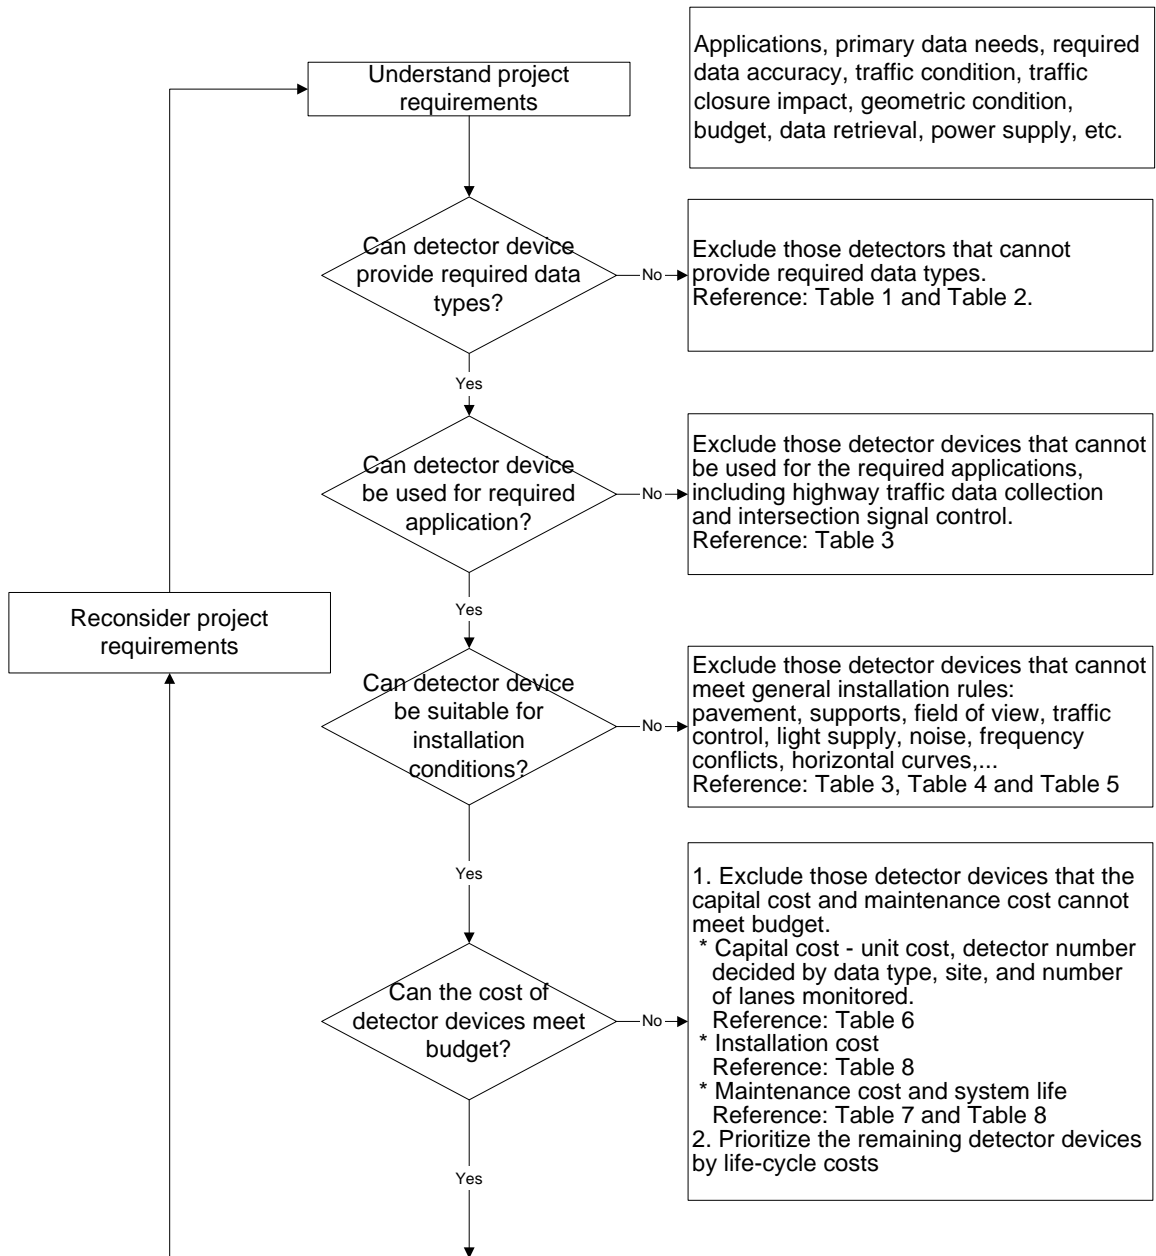 Understand project
requirements
Applications, primary data needs, required
data accuracy, traffic condition, traffic
closure impact, geometric condition,
budget, data retrieval, power supply, etc.
Can detector device
provide required data
types?
No
Exclude those detectors that cannot
provide required data types.
Reference: Table 1 and Table 2.
Yes
Can detector device
be used for required
application?
No
Exclude those detector devices that cannot
be used for the required applications,
including highway traffic data collection
and intersection signal control.
Reference: Table 3
Yes
Reconsider project
requirements
Can detector device
be suitable for
installation
conditions?
No
Exclude those detector devices that cannot
meet general installation rules:
pavement, supports, field of view, traffic
control, light supply, noise, frequency
conflicts, horizontal curves,...
Reference: Table 3, Table 4 and Table 5
Yes
Can the cost of
detector devices meet
budget?
No
1. Exclude those detector devices that the
capital cost and maintenance cost cannot
meet budget.
* Capital cost - unit cost, detector number
decided by data type, site, and number
of lanes monitored.
Reference: Table 6
* Installation cost
Reference: Table 8
* Maintenance cost and system life
Reference: Table 7 and Table 8
2. Prioritize the remaining detector devices
by life-cycle costs
Yes